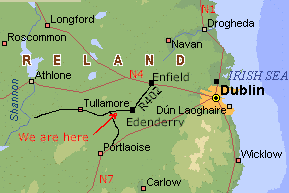 N1
Longford
Drogheda
Roscommon
Navan
RELAND
Athlone
N4
Enfield
IRISH SEA
Dublin
R402
Shannon
Tullamore
Dún Laoghaire
Edenderry
We are here
Portlaoise
Wicklow
N7
Carlow